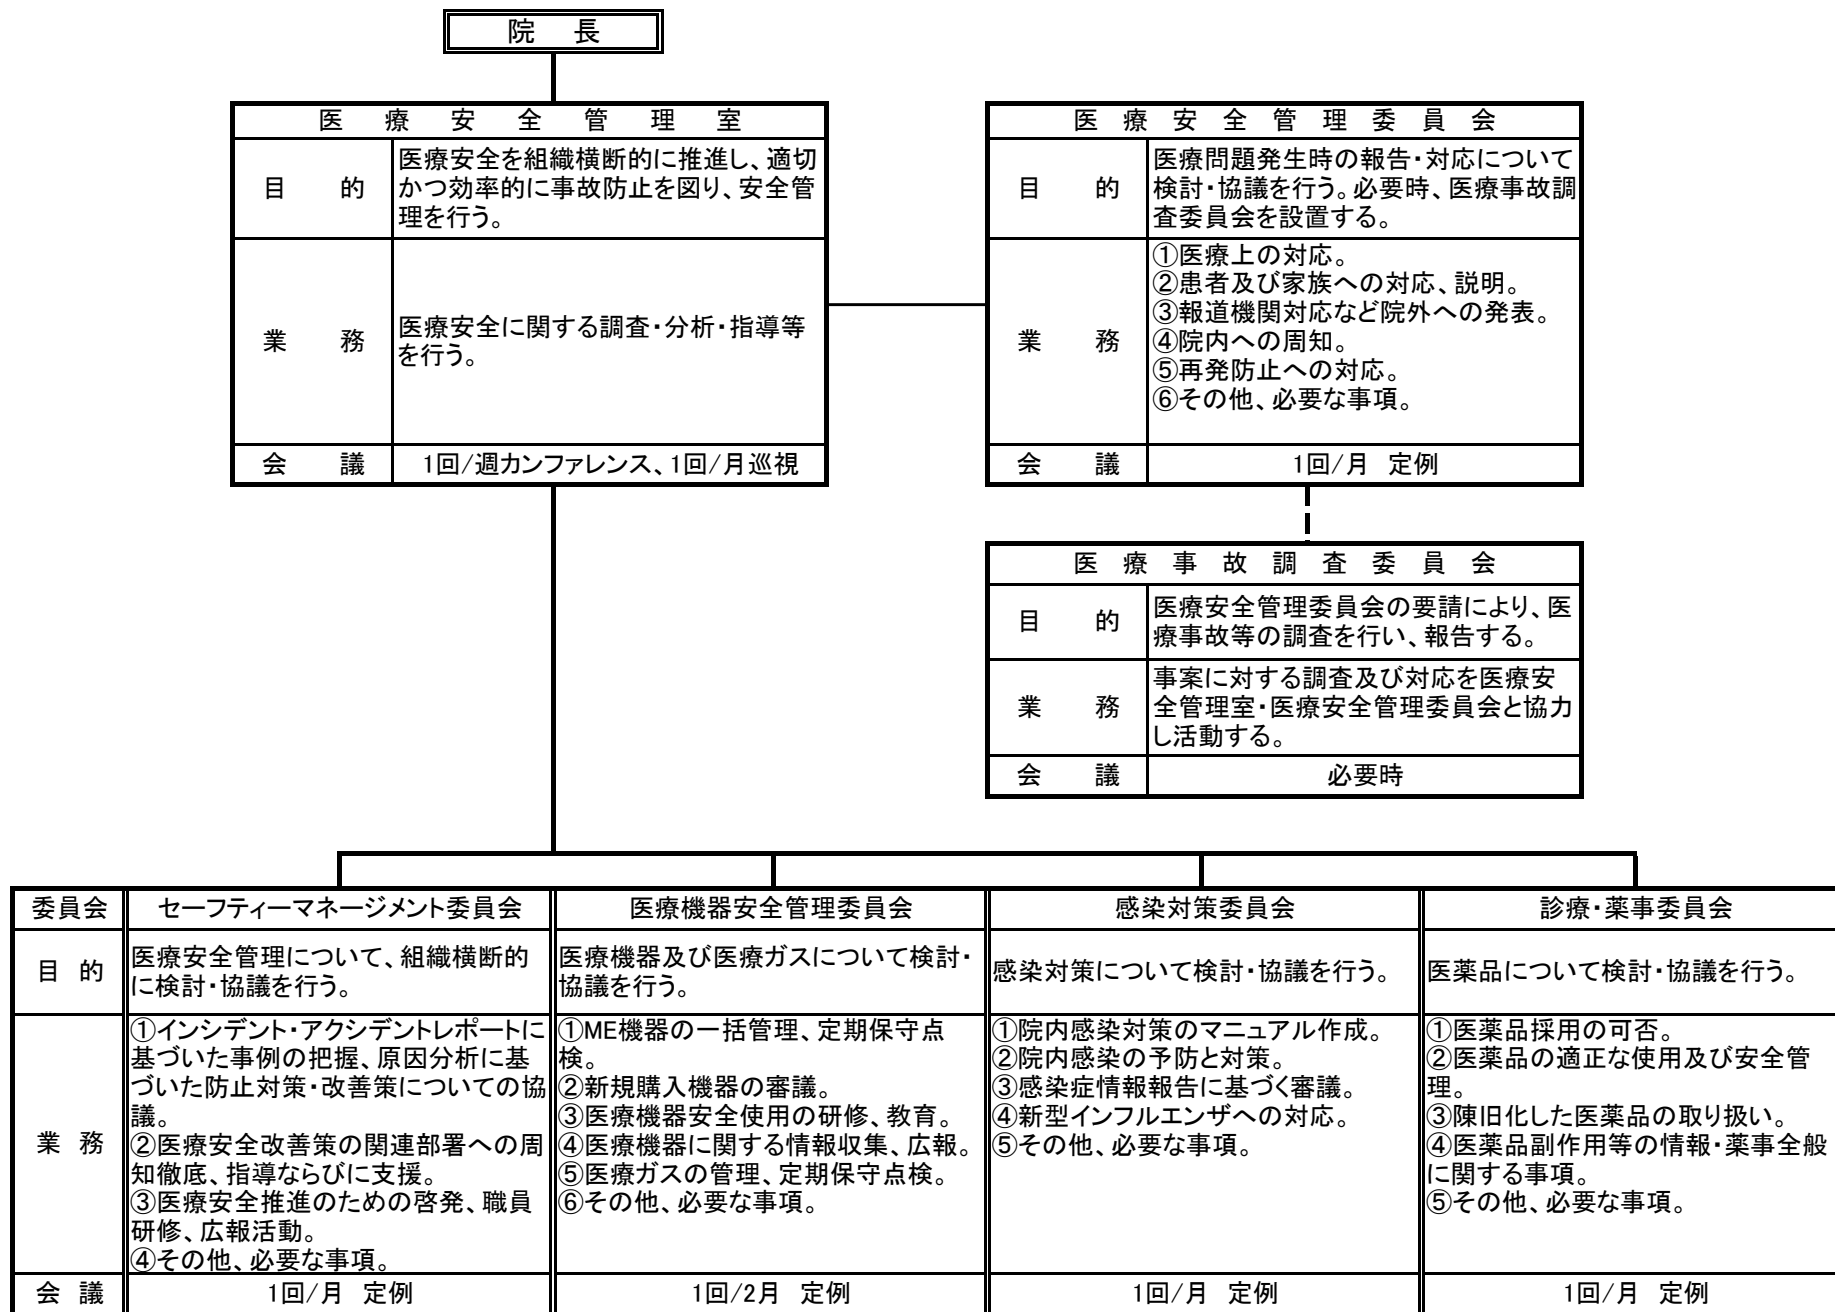 院　長
医療安全管理室
目　的
医療安全を組織横断的に推進し、適切
かつ効率的に事故防止を図り、安全管
理を行う。
業　務
医療安全に関する調査・分析・指導等
を行う。
会　議
1回/週カンファレンス、1回/月巡視
医療安全管理委員会
目　的
医療問題発生時の報告・対応について
検討・協議を行う。必要時、医療事故調
査委員会を設置する。
業　務
①医療上の対応。
②患者及び家族への対応、説明。
③報道機関対応など院外への発表。
④院内への周知。
⑤再発防止への対応。
⑥その他、必要な事項。
会　議
1回/月　定例
医療事故調査委員会
目　的
医療安全管理委員会の要請により、医
療事故等の調査を行い、報告する。
業　務
事案に対する調査及び対応を医療安
全管理室・医療安全管理委員会と協力
し活動する。
会　議
必要時
委員会
セーフティーマネージメント委員会
医療機器安全管理委員会
感染対策委員会
診療・薬事委員会
目　的
医療安全管理について、組織横断的
に検討・協議を行う。
医療機器及び医療ガスについて検討・
協議を行う。
感染対策について検討・協議を行う。
医薬品について検討・協議を行う。
業　務
①インシデント・アクシデントレポートに
基づいた事例の把握、原因分析に基
づいた防止対策・改善策についての協
議。
②医療安全改善策の関連部署への周
知徹底、指導ならびに支援。
③医療安全推進のための啓発、職員
研修、広報活動。
④その他、必要な事項。
①ME機器の一括管理、定期保守点
検。
②新規購入機器の審議。
③医療機器安全使用の研修、教育。
④医療機器に関する情報収集、広報。
⑤医療ガスの管理、定期保守点検。
⑥その他、必要な事項。
①院内感染対策のマニュアル作成。
②院内感染の予防と対策。
③感染症情報報告に基づく審議。
④新型インフルエンザへの対応。
⑤その他、必要な事項。
①医薬品採用の可否。
②医薬品の適正な使用及び安全管
理。
③陳旧化した医薬品の取り扱い。
④医薬品副作用等の情報・薬事全般
に関する事項。
⑤その他、必要な事項。
会　議
1回/月　定例
1回/2月　定例
1回/月　定例
1回/月　定例